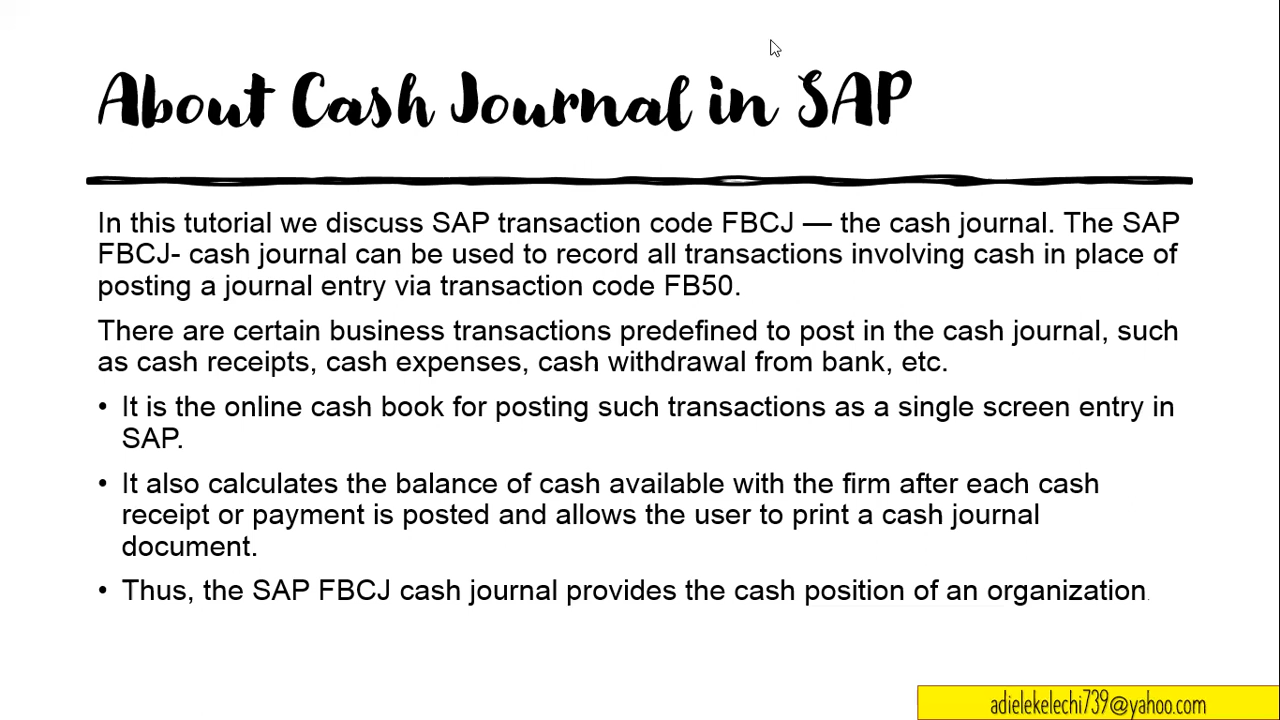 About Cash Journal in SAP
In this tutorial we discuss SAP transaction code FBCJ — the cash journal. The SAP
FBCJ- cash journal can be used to record all transactions involving cash in place of
posting a journal entry via transaction code FB50.
There are certain business transactions predefined to post in the cash journal, such
as cash receipts, cash expenses, cash withdrawal from bank, etc.
• It is the online cash book for posting such transactions as a single screen entry in
SAP.
• It also calculates the balance of cash available with the firm after each cash
receipt or payment is posted and allows the user to print a cash journal
document.
• Thus, the SAP FBCJ cash journal provides the cash position of an organization.
adielekelechi739@yahoo.com